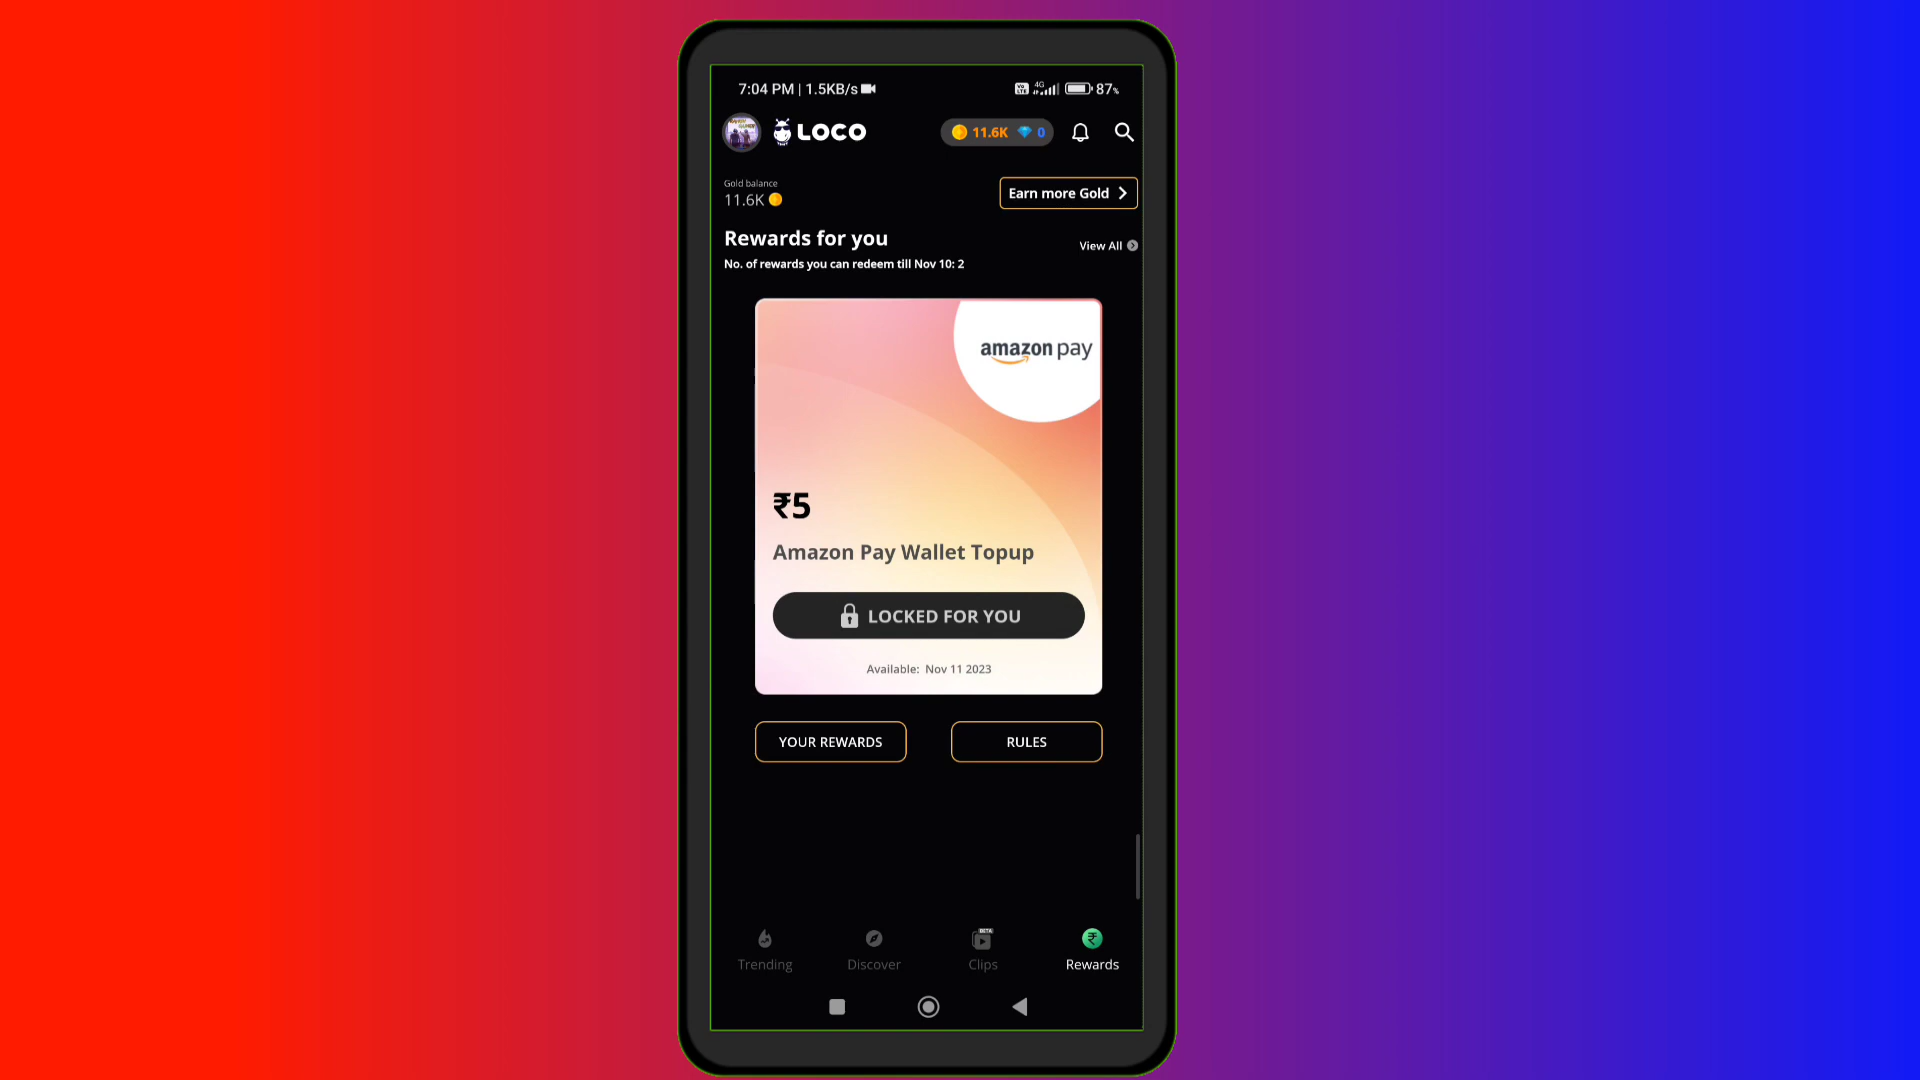 7:04 PM | 1.5KB/s
4G
87%
LOCO
11.6K 0
Gold balance
11.6K
Earn more Gold
Rewards for you
View All
No. of rewards you can redeem till Nov 10: 2
amazon pay
₹5
Amazon Pay Wallet Topup
LOCKED FOR YOU
Available: Nov 11 2023
YOUR REWARDS
RULES
BETA
₹
Trending
Discover
Clips
Rewards